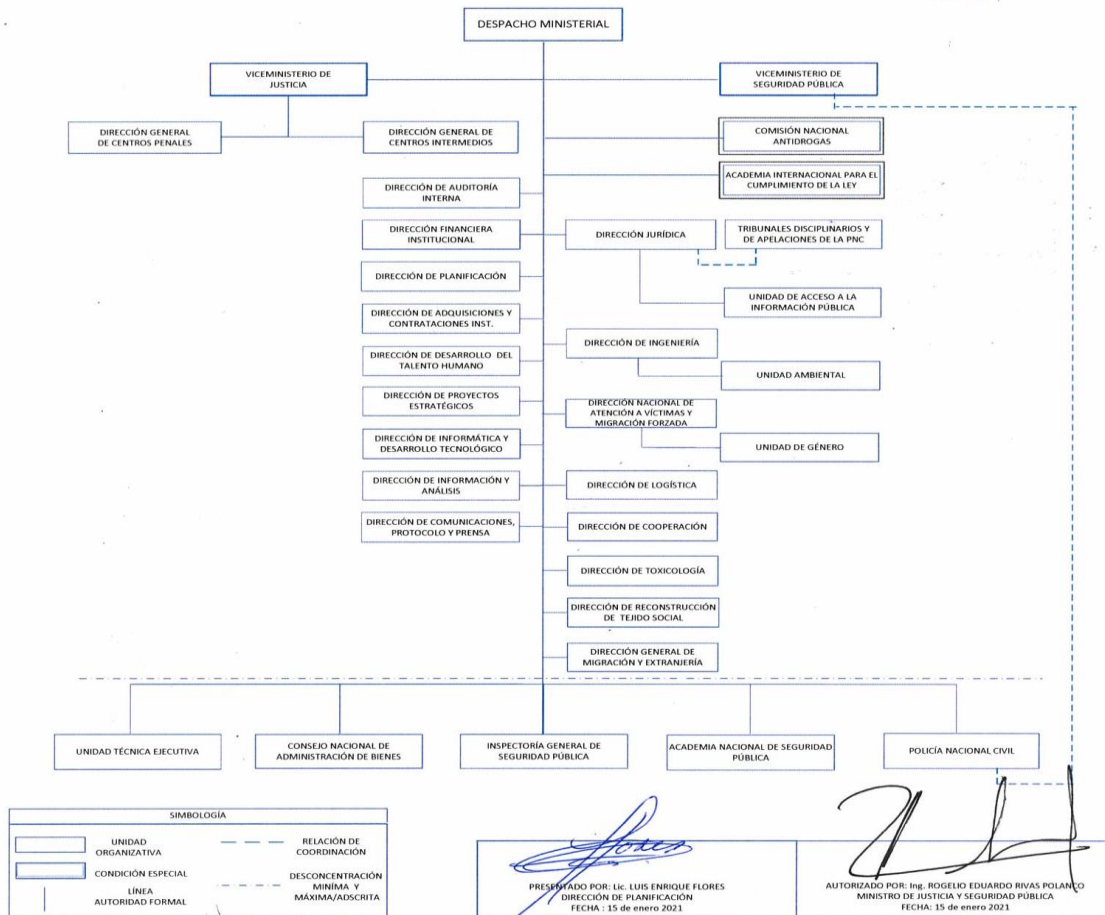 DESPACHO MINISTERIAL
VICEMINISTERIO DE
JUSTICIA
VICEMINISTERIO DE
SEGURIDAD PÚBLICA
DIRECCIÓN GENERAL
DE CENTROS PENALES
DIRECCIÓN GENERAL DE
CENTROS INTERMEDIOS
COMISIÓN NACIONAL
ANTIDROGAS
ACADEMIA INTERNACIONAL PARA EL
CUMPLIMIENTO DE LA LEY
DIRECCIÓN DE AUDITORÍA
INTERNA
DIRECCIÓN FINANCIERA
INSTITUCIONAL
DIRECCIÓN JURÍDICA
TRIBUNALES DISCIPLINARIOS Y
DE APELACIONES DE LA PNC
DIRECCIÓN DE PLANIFICACIÓN
UNIDAD DE ACCESO A LA
INFORMACIÓN PÚBLICA
DIRECCIÓN DE ADQUISICIONES Y
CONTRATACIONES INST.
DIRECCIÓN DE INGENIERÍA
DIRECCIÓN DE DESARROLLO DEL
TALENTO HUMANO
UNIDAD AMBIENTAL
DIRECCIÓN DE PROYECTOS
ESTRATÉGICOS
DIRECCIÓN NACIONAL DE
ATENCIÓN A VÍCTIMAS Y
MIGRACIÓN FORZADA
DIRECCIÓN DE INFORMÁTICA Y
DESARROLLO TECNOLÓGICO
UNIDAD DE GÉNERO
DIRECCIÓN DE INFORMACIÓN Y
ANÁLISIS
DIRECCIÓN DE LOGÍSTICA
DIRECCIÓN DE COMUNICACIONES,
PROTOCOLO Y PRENSA
DIRECCIÓN DE COOPERACIÓN
DIRECCIÓN DE TOXICOLOGÍA
DIRECCIÓN DE RECONSTRUCCIÓN
DE TEJIDO SOCIAL
DIRECCIÓN GENERAL DE
MIGRACIÓN Y EXTRANJERÍA
UNIDAD TÉCNICA EJECUTIVA
CONSEJO NACIONAL DE
ADMINISTRACIÓN DE BIENES
INSPECTORÍA GENERAL DE
SEGURIDAD PÚBLICA
ACADEMIA NACIONAL DE SEGURIDAD
PÚBLICA
POLICÍA NACIONAL CIVIL
SIMBOLOGÍA
UNIDAD
ORGANIZATIVA
RELACIÓN DE
COORDINACIÓN
CONDICIÓN ESPECIAL
LÍNEA
AUTORIDAD FORMAL
DESCONCENTRACIÓN
MINÍMA Y
MÁXIMA/ADSCRITA
PRESENTADO POR: Lic. LUIS ENRIQUE FLORES
DIRECCIÓN DE PLANIFICACIÓN
FECHA : 15 de enero 2021
AUTORIZADO POR: Ing. ROGELIO EDUARDO RIVAS POLANCO
MINISTRO DE JUSTICIA Y SEGURIDAD PÚBLICA
FECHA: 15 de enero 2021